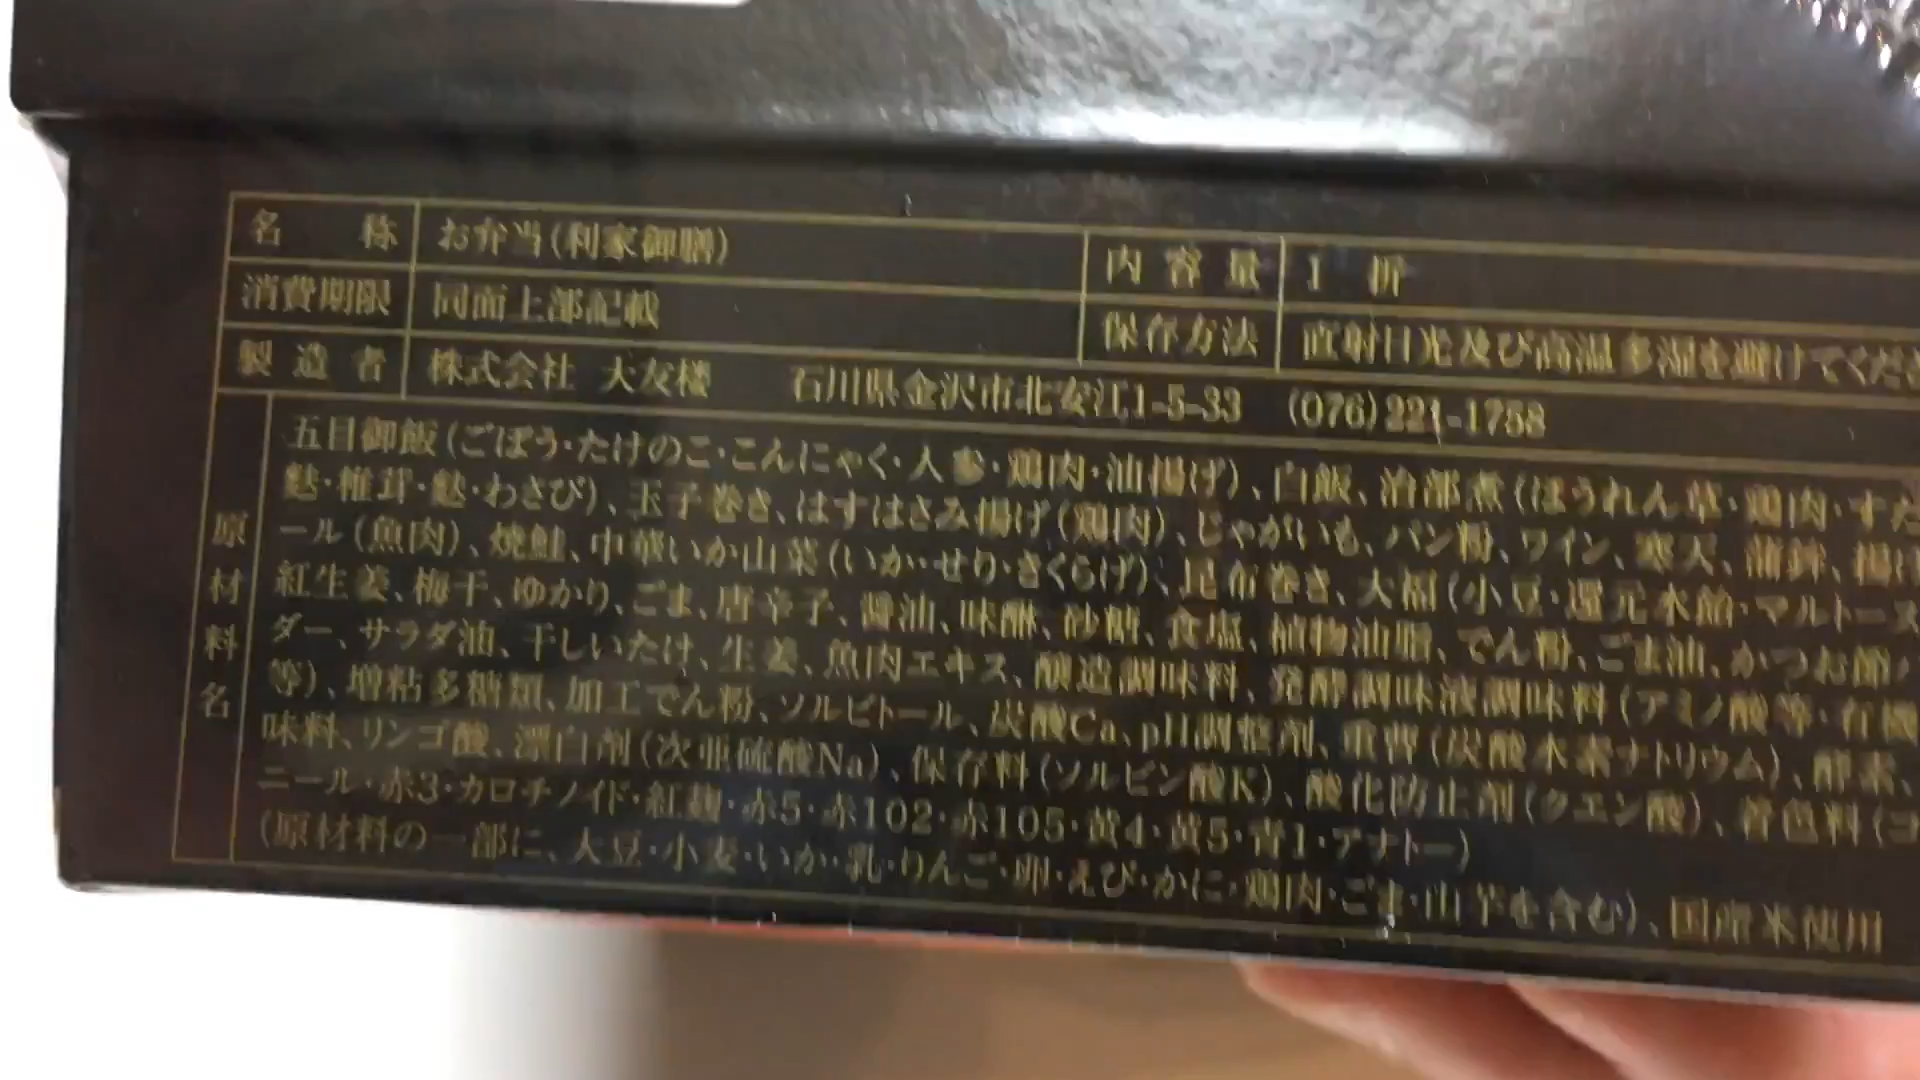 名称 お弁当(利家御膳) 内容量 1 折
消費期限 同面上部記載 保存方法 直射日光及び高温多湿を避けてくださ
製造者 株式会社 大友楼 石川県金沢市北安江1-5-33 (076)221-1758
原材料名
五目御飯(ごぼう・たけのこ・こんにゃく・人参・鶏肉・油揚げ)、白飯、治部煮(ほうれん草・鶏肉・すだ
麩・椎茸・麩・わさび)、玉子巻き、はすはさみ揚げ(鶏肉)、じゃがいも、パン粉、ワイン、寒天、蒲鉾、揚げ
ール(魚肉)、焼鮭、中華いか山菜(いか・せり・きくらげ)、昆布巻き、大福(小豆・還元水飴・マルトース
紅生姜、梅干、ゆかり、ごま、唐辛子、醤油、味醂、砂糖、食塩、植物油脂、でん粉、ごま油、かつお節
ダー、サラダ油、干しいたけ、生姜、魚肉エキス、醸造調味料、発酵調味液調味料(アミノ酸等・有機
等)、増粘多糖類、加工でん粉、ソルビトール、炭酸Ca、pH調整剤、重曹(炭酸水素ナトリウム)、酵素、
味料、リンゴ酸、漂白剤(次亜硫酸Na)、保存料(ソルビン酸K)、酸化防止剤(クエン酸)、着色料(コ
ニール・赤3・カロチノイド・紅麹・赤5・赤102・赤105・黄4・黄5・青1・アナトー)
(原材料の一部に、大豆・小麦・いか・乳・りんご・卵・えび・かに・鶏肉・ごま・山芋を含む)、国産米使用